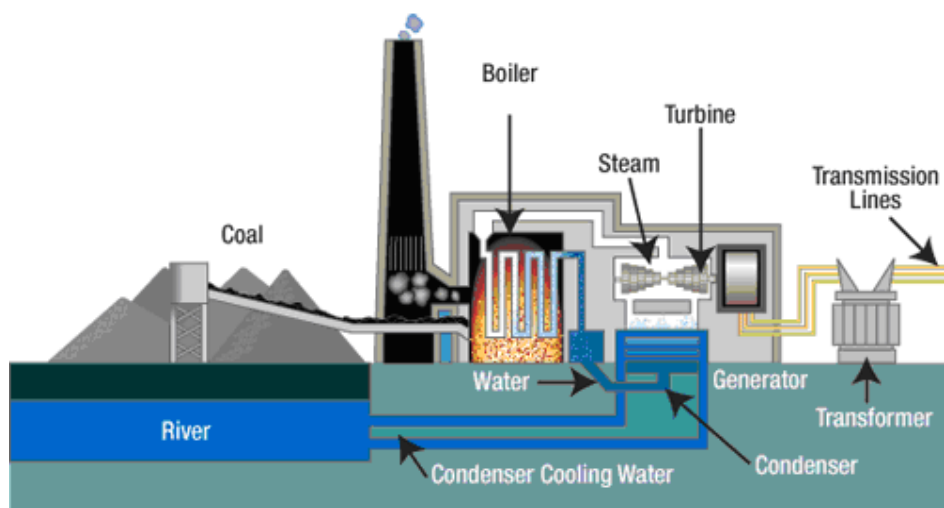 Boiler
Turbine
Steam
Transmission
Lines
Coal
Water
Generator
Transformer
River
Condenser
Condenser Cooling Water